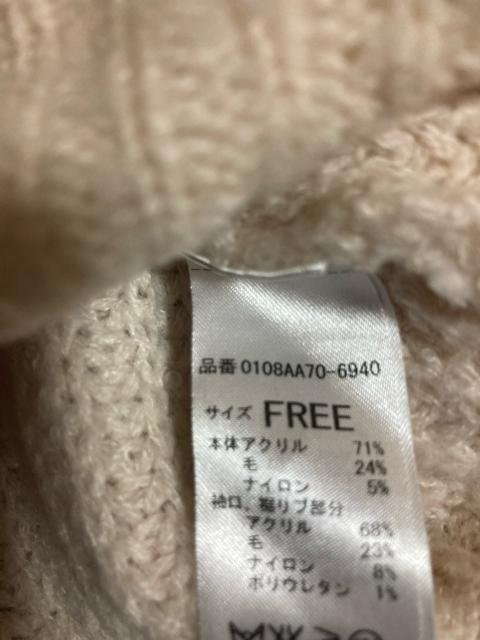 品番 0108AA70-6940
サイズ FREE
本体アクリル 71%
毛 24%
ナイロン 5%
袖口、裾リブ部分
アクリル 68%
毛 23%
ナイロン 8%
ポリウレタン 1%